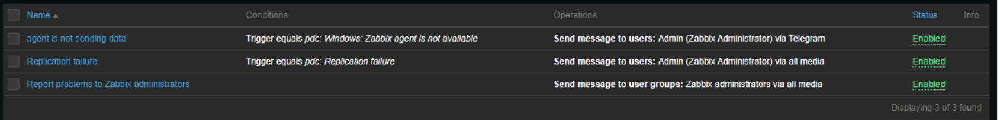 Name Conditions Operations Status Info
agent is not sending data Trigger equals pdc: Windows: Zabbix agent is not available Send message to users: Admin (Zabbix Administrator) via Telegram Enabled
Replication failure Trigger equals pdc: Replication failure Send message to users: Admin (Zabbix Administrator) via all media Enabled
Report problems to Zabbix administrators Send message to user groups: Zabbix administrators via all media Enabled
Displaying 3 of 3 found